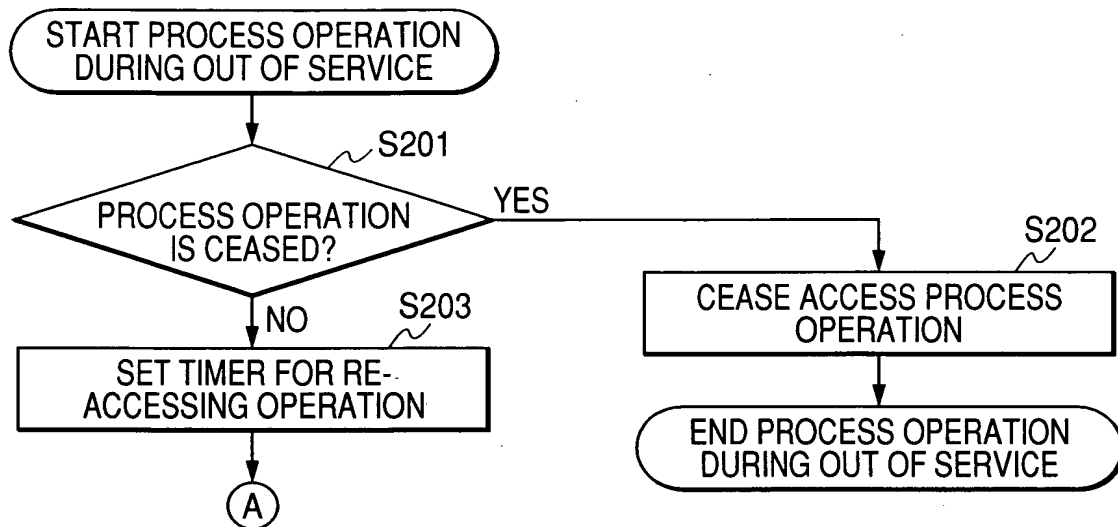 START PROCESS OPERATION
DURING OUT OF SERVICE
S201
PROCESS OPERATION
IS CEASED?
YES
NO
S202
CEASE ACCESS PROCESS
OPERATION
S203
SET TIMER FOR RE-
ACCESSING OPERATION
END PROCESS OPERATION
DURING OUT OF SERVICE
A